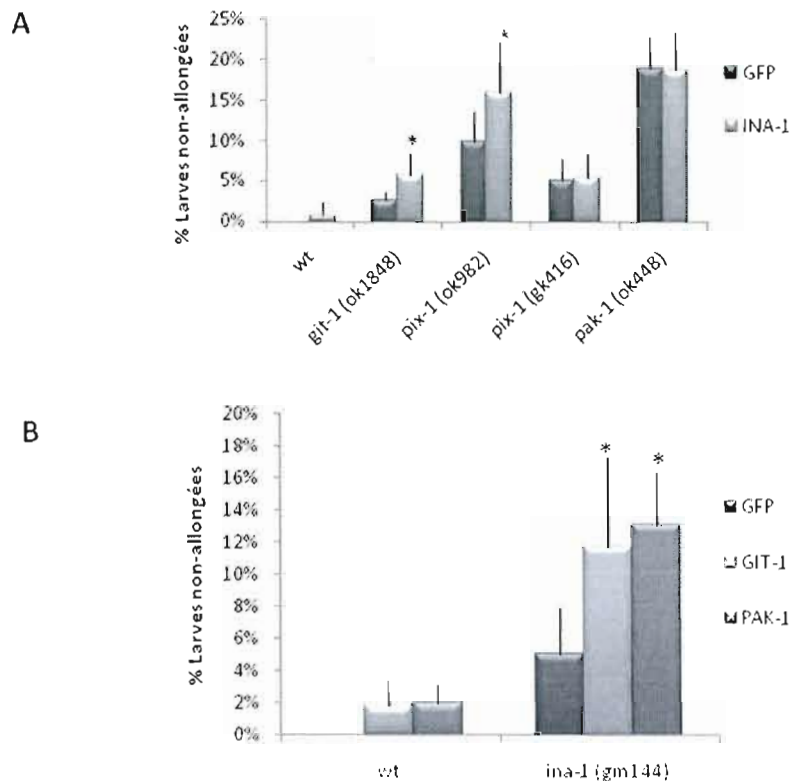 A
25%
20%
15%
10%
5%
0%
% Larves non-allongées
*
*
GFP
INA-1
wt
git-1 (ok1848)
pix-1 (ok982)
pix-1 (gk416)
pak-1 (ok448)
B
20%
18%
16%
14%
12%
10%
8%
6%
4%
2%
0%
% Larves non-allongées
*
*
GFP
GIT-1
PAK-1
wt
ina-1 (gm144)